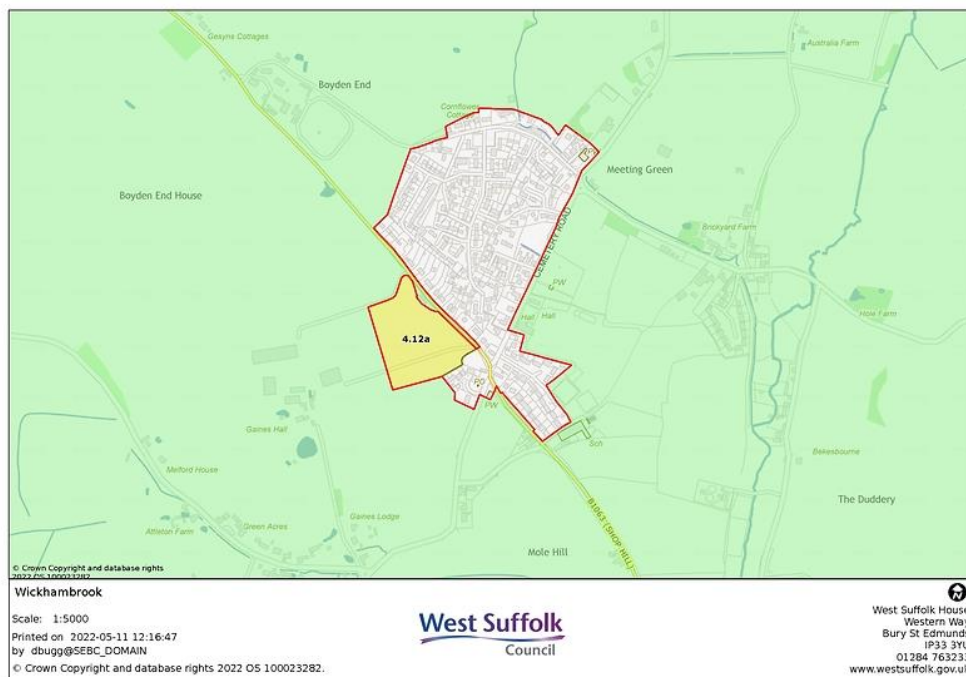 Gesyns Cottages
Australia Farm
Boyden End
Cornflower
Cottage
Meeting Green
Boyden End House
Brickyard Farm
CEMETERY ROAD
PW
Hall
Hall
Hole Farm
4.12a
PO
PW
Sch
Gaines Hall
Bekesbourne
Melford House
The Duddery
B1063 (SHOP HILL)
Gaines Lodge
Green Acres
Attleton Farm
Mole Hill
© Crown Copyright and database rights
2022 OS 100023282.
Wickhambrook
Scale: 1:5000
Printed on 2022-05-11 12:16:47
by dbugg@SEBC_DOMAIN
© Crown Copyright and database rights 2022 OS 100023282.
West Suffolk
Council
N
West Suffolk House
Western Way
Bury St Edmunds
IP33 3YU
01284 763233
www.westsuffolk.gov.uk